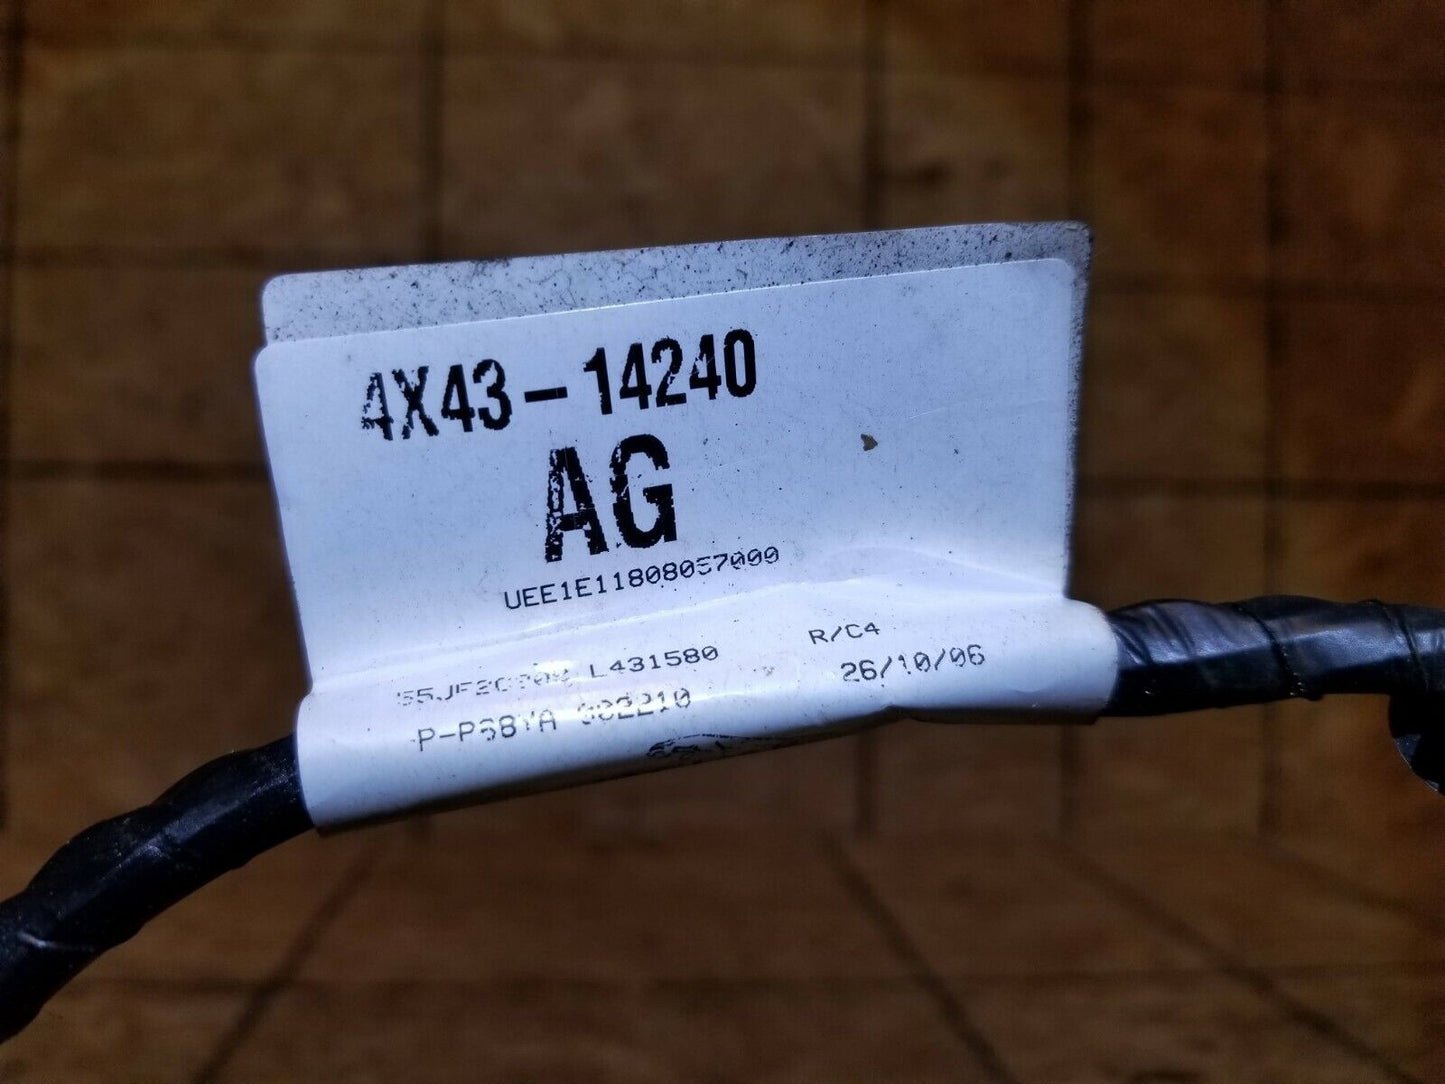 4X43-14240
AG
UEE1E11808057000
L431580 R/C4
26/10/06